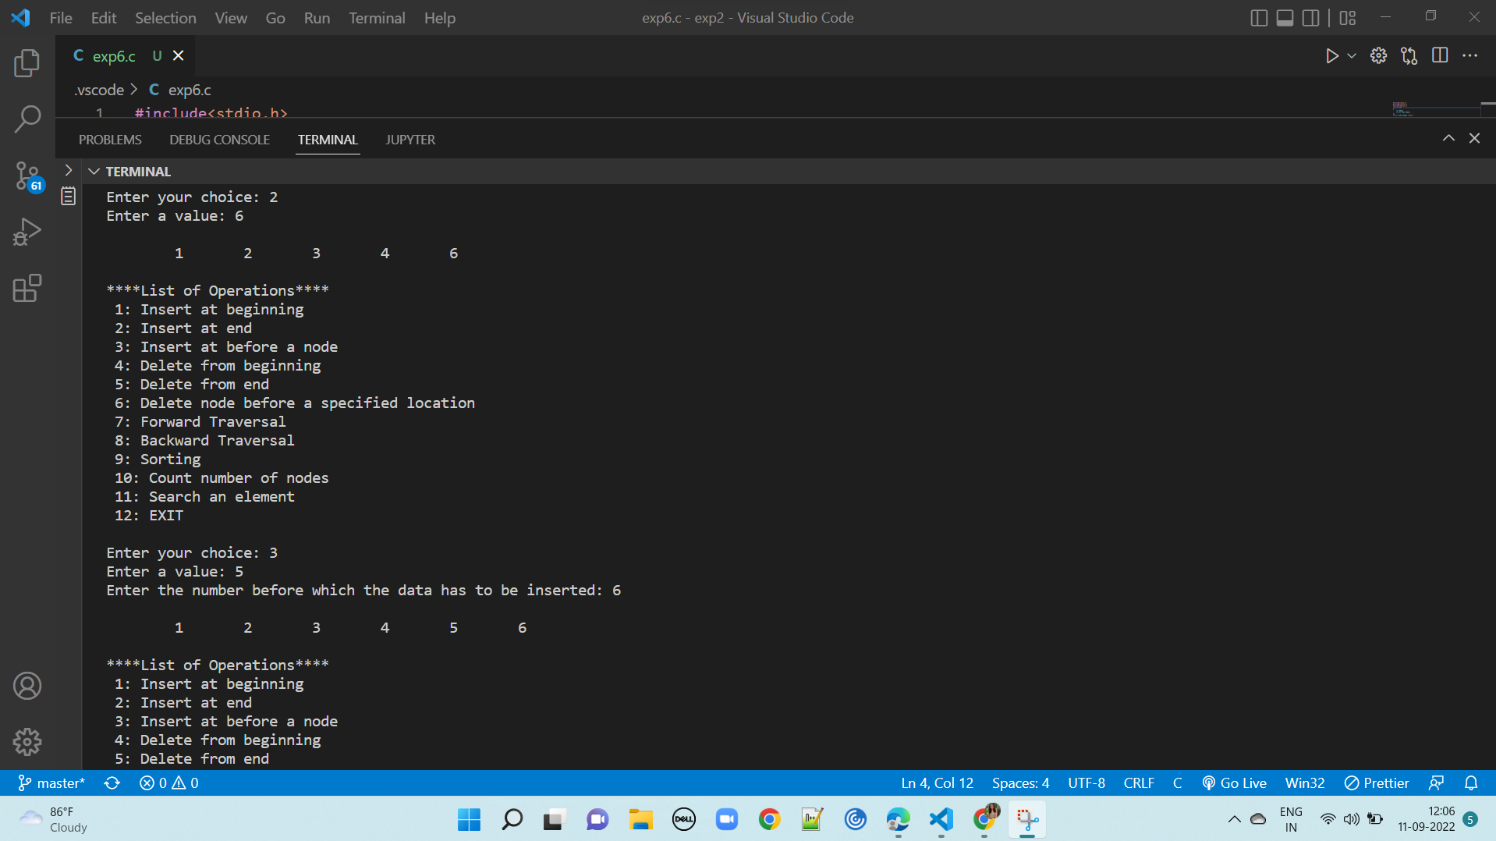 File Edit Selection View Go Run Terminal Help
exp6.c - exp2 - Visual Studio Code
C exp6.c U
.vscode > C exp6.c
1 #include<stdio.h>
PROBLEMS DEBUG CONSOLE TERMINAL JUPYTER
TERMINAL
61
Enter your choice: 2
Enter a value: 6
1 2 3 4 6
****List of Operations****
1: Insert at beginning
2: Insert at end
3: Insert at before a node
4: Delete from beginning
5: Delete from end
6: Delete node before a specified location
7: Forward Traversal
8: Backward Traversal
9: Sorting
10: Count number of nodes
11: Search an element
12: EXIT
Enter your choice: 3
Enter a value: 5
Enter the number before which the data has to be inserted: 6
1 2 3 4 5 6
****List of Operations****
1: Insert at beginning
2: Insert at end
3: Insert at before a node
4: Delete from beginning
5: Delete from end
master* 0 0 Ln 4, Col 12 Spaces: 4 UTF-8 CRLF C Go Live Win32 Prettier
86°F
Cloudy
DELL
ENG
IN
12:06
11-09-2022
5